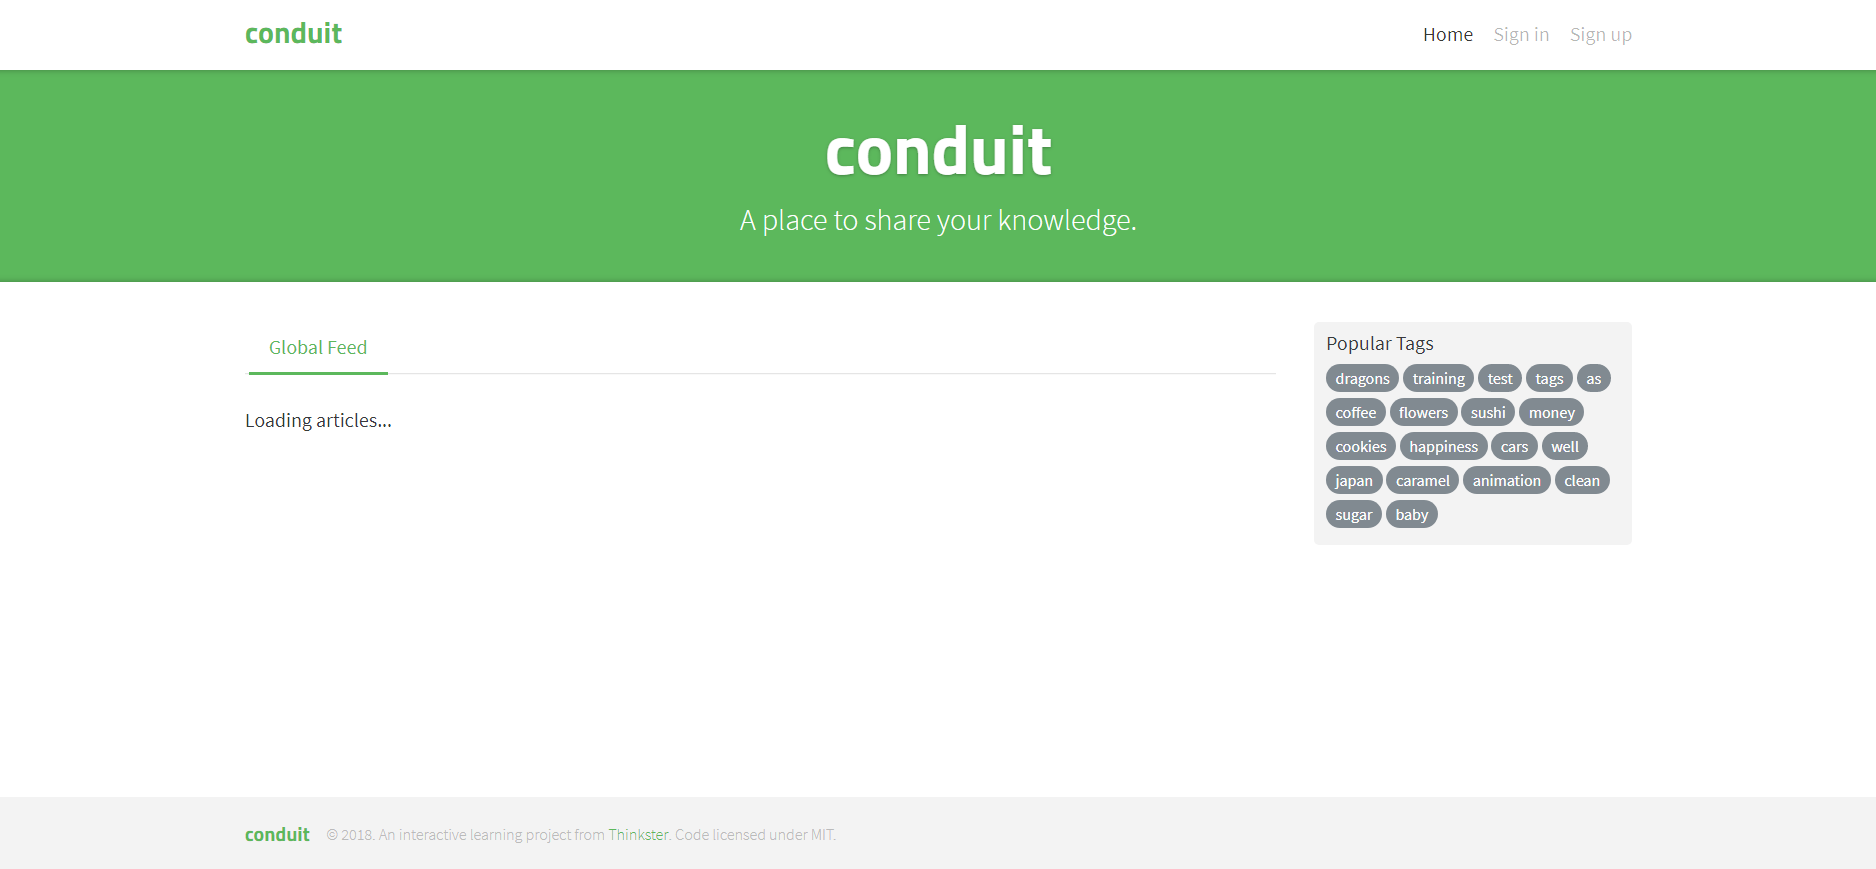 conduit
Home Sign in Sign up
conduit
A place to share your knowledge.
Global Feed
Loading articles...
Popular Tags
dragons training test tags as
coffee flowers sushi money
cookies happiness cars well
japan caramel animation clean
sugar baby
conduit © 2018. An interactive learning project from Thinkster. Code licensed under MIT.